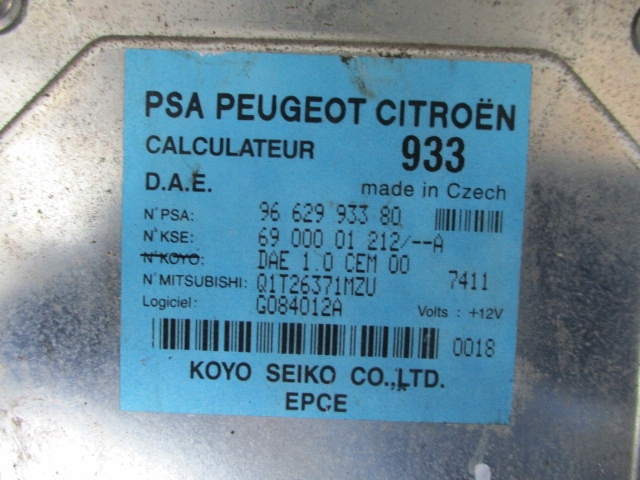 PSA PEUGEOT CITROËN
CALCULATEUR 933
D.A.E. made in Czech
N°PSA: 96 629 933 80
N°KSE: 69 000 01 212/--A
N°KOYO: DAE 1.0 CEM 00
N°MITSUBISHI: Q1T26371MZU 7411
Logiciel: G084012A Volts : +12V
0018
KOYO SEIKO CO.,LTD.
EPCE